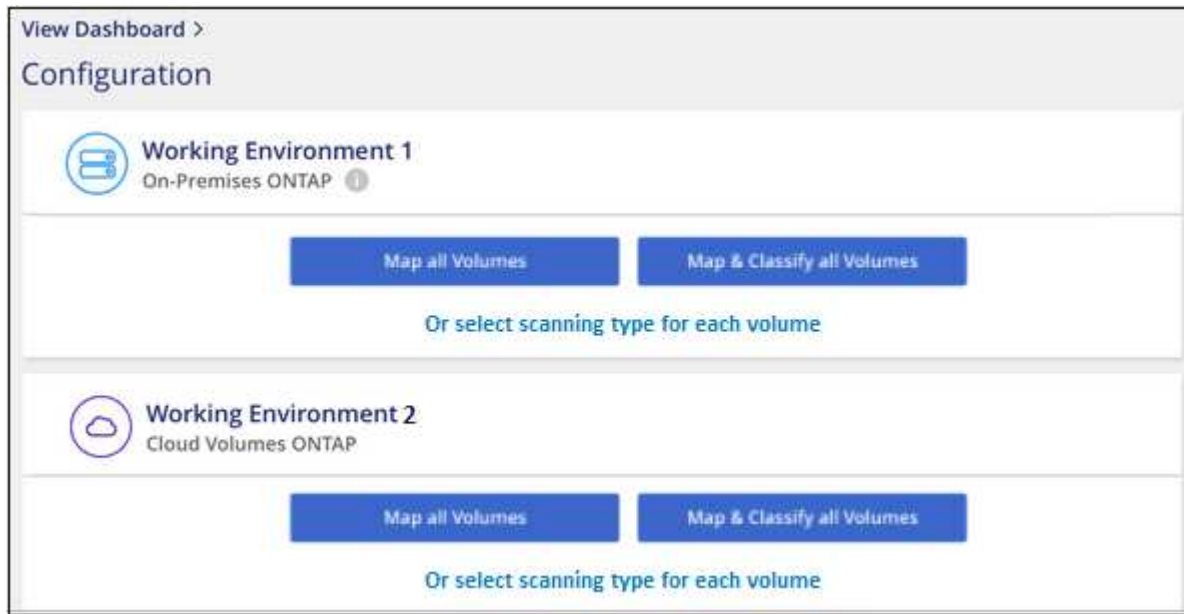 View Dashboard >
Configuration
Working Environment 1
On-Premises ONTAP i
Map all Volumes Map & Classify all Volumes
Or select scanning type for each volume
Working Environment 2
Cloud Volumes ONTAP
Map all Volumes Map & Classify all Volumes
Or select scanning type for each volume